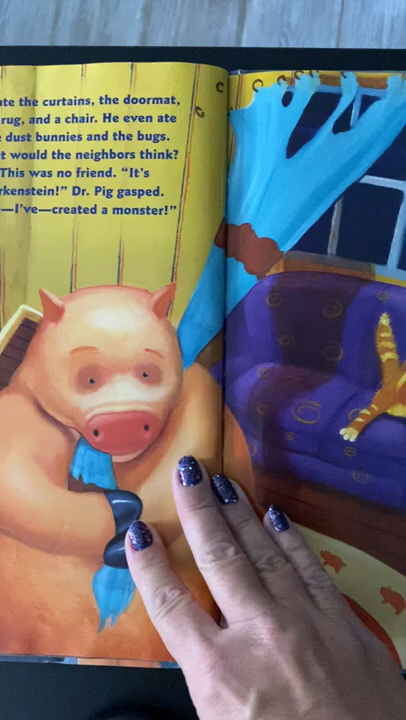 ate the curtains, the doormat,
rug, and a chair. He even ate
dust bunnies and the bugs.
would the neighbors think?
This was no friend. "It's
Dr. Pig gasped.
—I've—created a monster!"